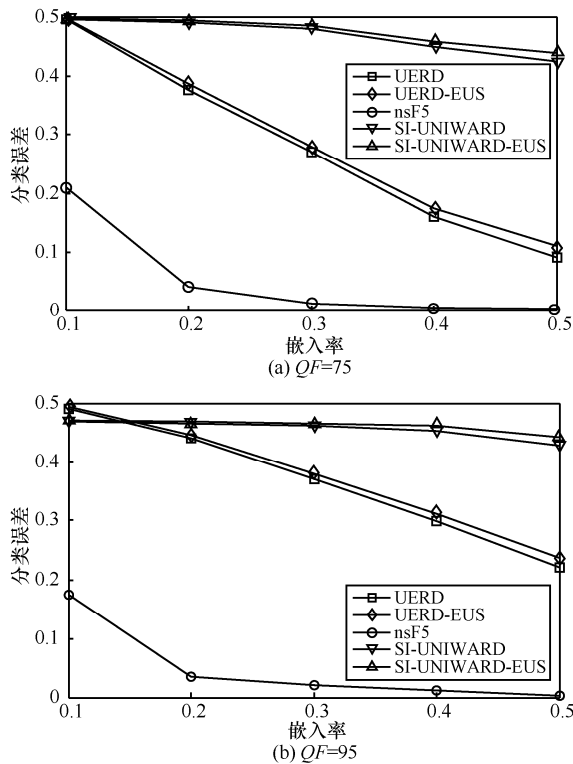 0.5
0.4
0.3
0.2
0.1
0
分类误差
UERD
UERD-EUS
nsF5
SI-UNIWARD
SI-UNIWARD-EUS
0.1
0.2
0.3
0.4
0.5
嵌入率
(a) QF=75
0.5
0.4
0.3
0.2
0.1
0
分类误差
UERD
UERD-EUS
nsF5
SI-UNIWARD
SI-UNIWARD-EUS
0.1
0.2
0.3
0.4
0.5
嵌入率
(b) QF=95